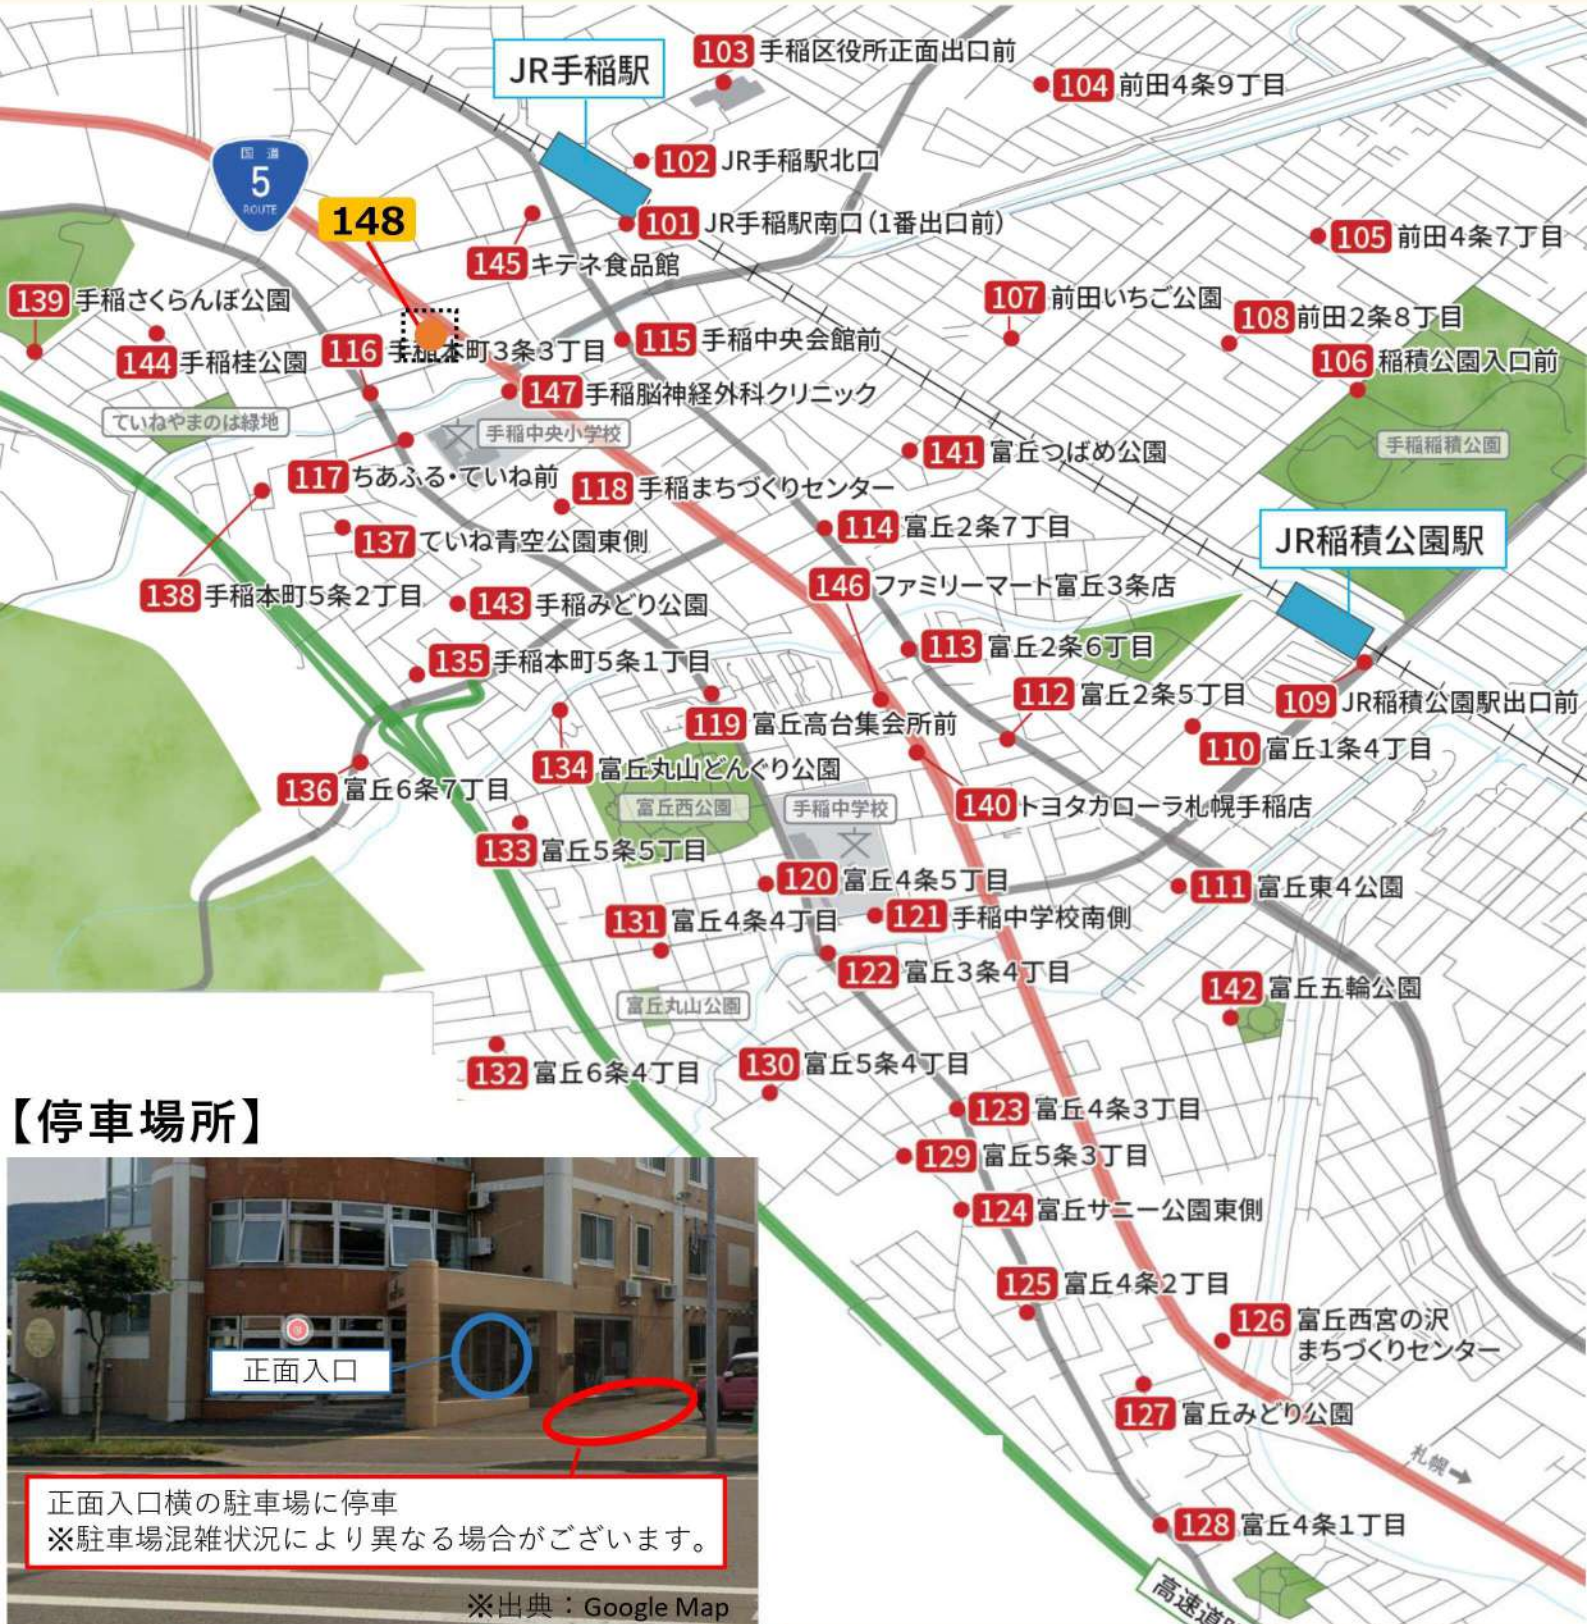 JR手稲駅
103 手稲区役所正面出口前
104 前田4条9丁目
国道
5
ROUTE
102 JR手稲駅北口
148
101 JR手稲駅南口(1番出口前)
105 前田4条7丁目
145 キテネ食品館
139 手稲さくらんぼ公園
107 前田いちご公園
108 前田2条8丁目
144 手稲桂公園
116 手稲本町3条3丁目
115 手稲中央会館前
106 稲積公園入口前
147 手稲脳神経外科クリニック
ていねやまのは緑地
文
手稲中央小学校
手稲稲積公園
141 富丘つばめ公園
117 ちあふる・ていね前
118 手稲まちづくりセンター
114 富丘2条7丁目
JR稲積公園駅
137 ていね青空公園東側
138 手稲本町5条2丁目
143 手稲みどり公園
146 ファミリーマート富丘3条店
113 富丘2条6丁目
135 手稲本町5条1丁目
112 富丘2条5丁目
109 JR稲積公園駅出口前
119 富丘高台集会所前
110 富丘1条4丁目
134 富丘丸山どんぐり公園
136 富丘6条7丁目
富丘西公園
手稲中学校
文
140 トヨタカローラ札幌手稲店
133 富丘5条5丁目
120 富丘4条5丁目
111 富丘東4公園
131 富丘4条4丁目
121 手稲中学校南側
122 富丘3条4丁目
142 富丘五輪公園
富丘丸山公園
132 富丘6条4丁目
130 富丘5条4丁目
123 富丘4条3丁目
129 富丘5条3丁目
124 富丘サニー公園東側
125 富丘4条2丁目
126 富丘西宮の沢
まちづくりセンター
127 富丘みどり公園
札幌➡
128 富丘4条1丁目
高速道路
【停車場所】
正面入口
正面入口横の駐車場に停車
※駐車場混雑状況により異なる場合がございます。
※出典：Google Map